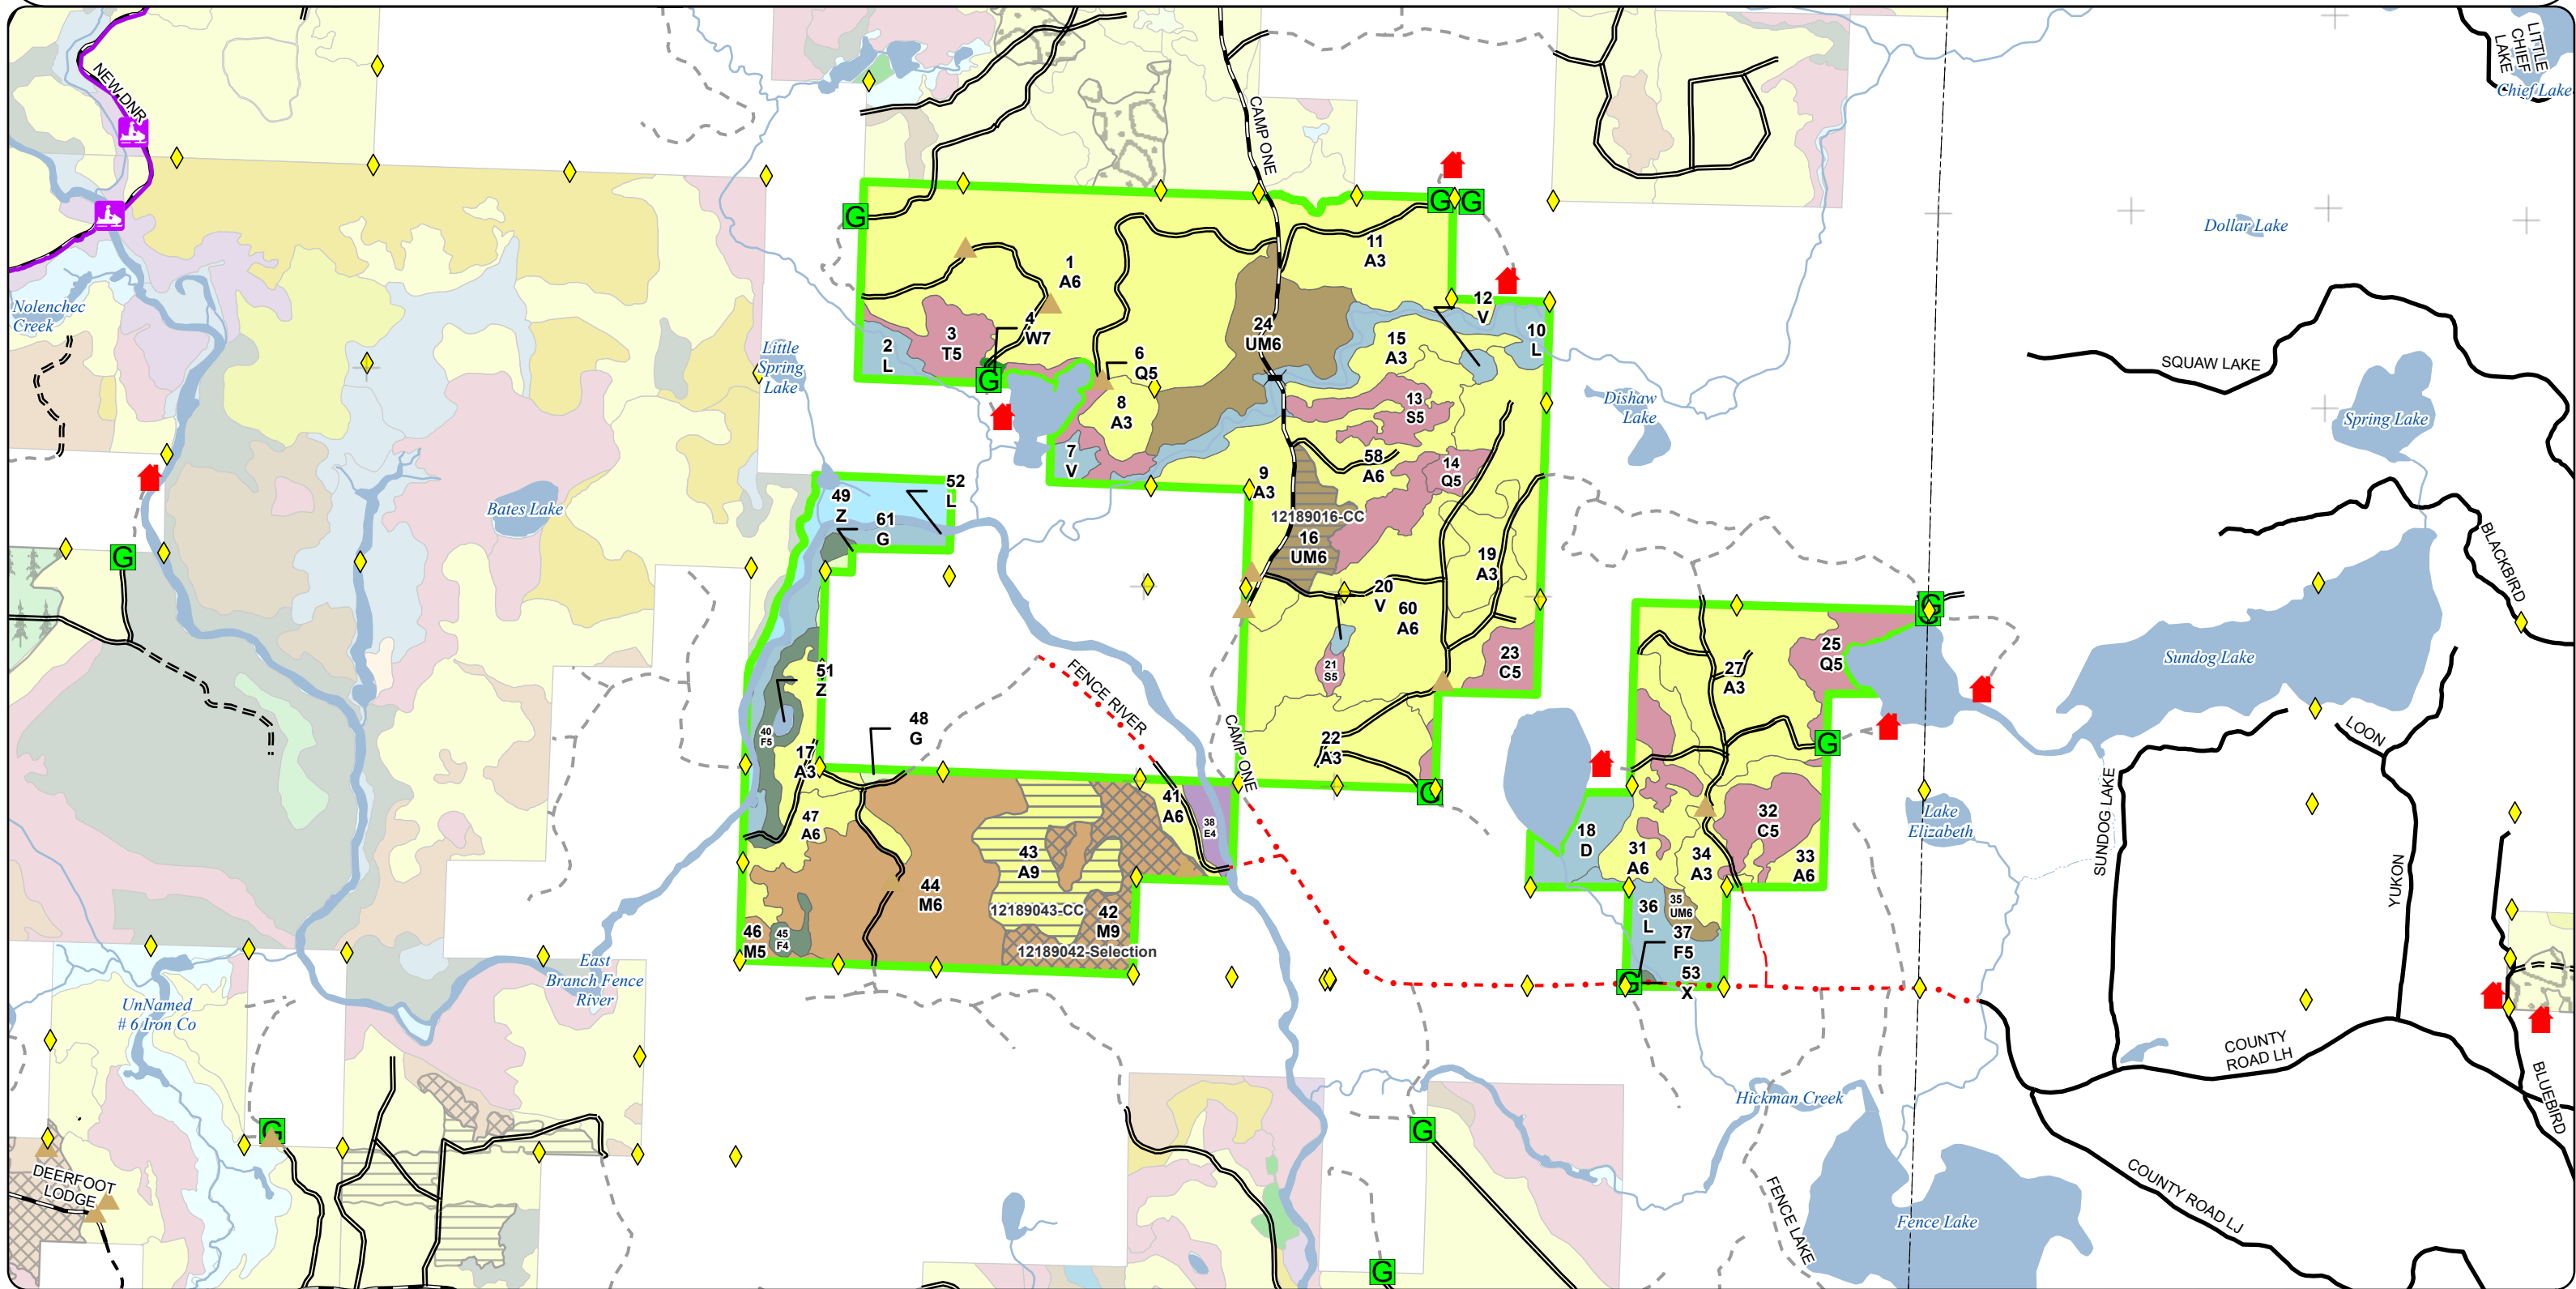 LITTLE
CHIEF
LAKE
Chief Lake
NEW DNR
CAMP ONE
G
G
G
Dollar Lake
1
A6
11
A3
Nolenchec
Creek
12
V
3
T5
4
W7
24
UM6
15
A3
10
L
2
L
Little
Spring
Lake
6
Q5
SQUAW LAKE
G
8
A3
13
S5
Dishaw
Lake
Spring Lake
7
V
58
A6
14
Q5
9
A3
Bates Lake
49
Z
52
L
61
G
12189016-CC
16
UM6
BLACKBIRD
G
19
A3
20
V
60
A6
G
51
Z
21
S5
23
C5
25
Q5
27
A3
Sundog Lake
FENCE RIVER
48
G
40
F5
17
A3
CAMP ONE
22
A3
G
LOON
G
41
A6
38
E4
47
A6
32
C5
Lake
Elizabeth
SUNDOG LAKE
18
D
43
A9
31
A6
34
A3
33
A6
44
M6
YUKON
12189043-CC
42
M9
36
L
35
UM6
46
M5
45
F4
12189042-Selection
37
F5
53
X
G
East
Branch Fence
River
UnNamed
# 6 Iron Co
COUNTY
ROAD LH
Hickman Creek
BLUEBIRD
G
G
DEERFOOT
LODGE
FENCE LAKE
Fence Lake
COUNTY ROAD LJ
G